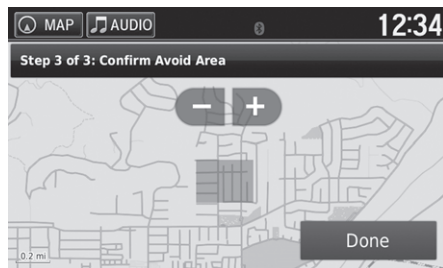 MAP AUDIO 12:34
Step 3 of 3: Confirm Avoid Area
− +
Done
0.2 mi